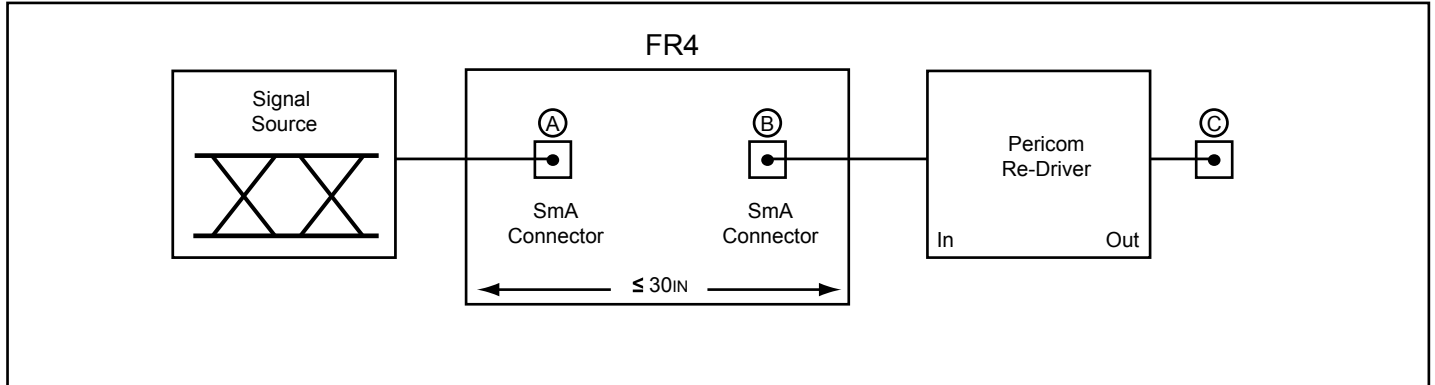 FR4
Signal
Source
A
SmA
Connector
B
SmA
Connector
≤ 30IN
Pericom
Re-Driver
In
Out
C